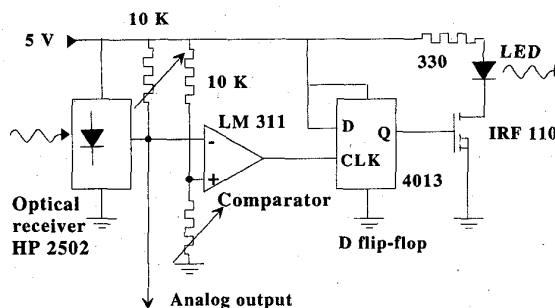 10 K
5 V
LED
330
10 K
LM 311
D
Q
IRF 110
-
CLK
+
4013
Optical
receiver
HP 2502
Comparator
D flip-flop
Analog output